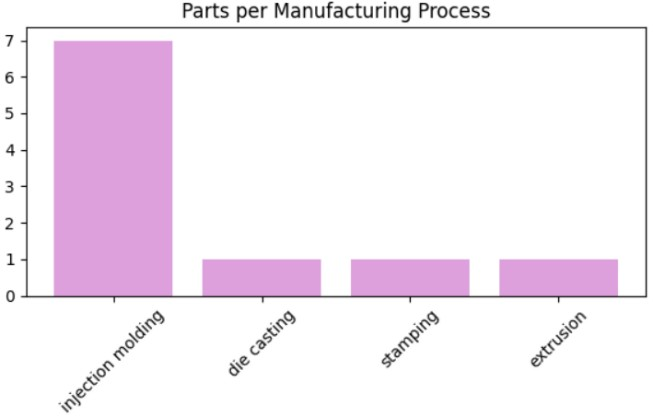 Parts per Manufacturing Process
7
6
5
4
3
2
1
0
injection molding
die casting
stamping
extrusion